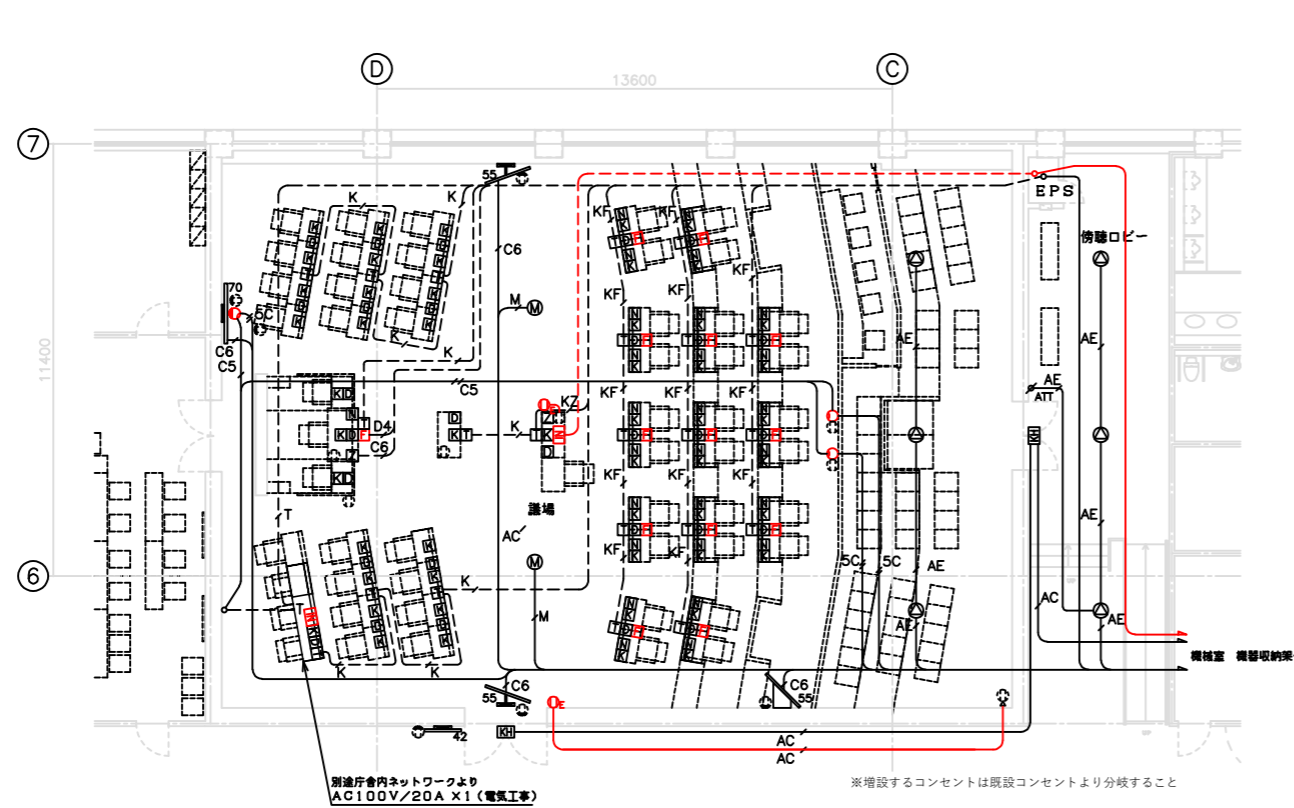 D
C
13600
7
11400
6
55
EPS
傍聴ロビー
K
K
C6
KF
KF
KF
KF
70
5C
M
M
C6
C5
K
K
AE
AE
AE
ATT
C5
KF
KF
KF
KZ
D4
C6
K
KH
議場
KF
KF
KF
T
AC
AE
KF
KF
5C
5C
AE
M
K
M
AC
AE
AE
機械室 機器収納架
K
K
C6
55
C6
55
E
42
KH
AC
AC
別途庁舎内ネットワークより
AC100V/20A ×1(電気工事)
※増設するコンセントは既設コンセントより分岐すること